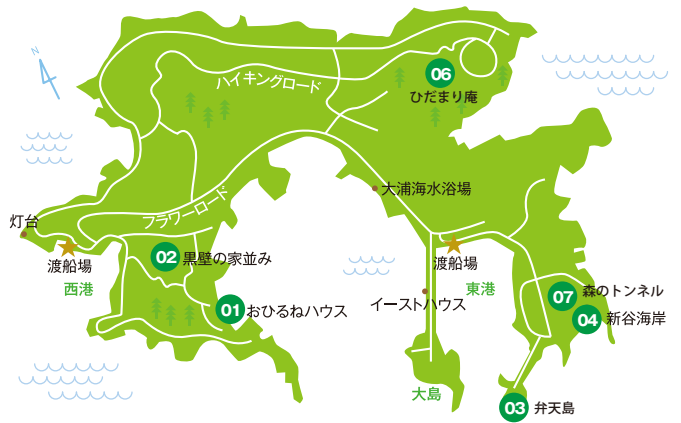 N
06
ひだまり庵
ハイキングロード
大浦海水浴場
フラワーロード
灯台
渡船場
西港
02
黒壁の家並み
渡船場
東港
01
おひるねハウス
イーストハウス
07
森のトンネル
04
新谷海岸
大島
03
弁天島